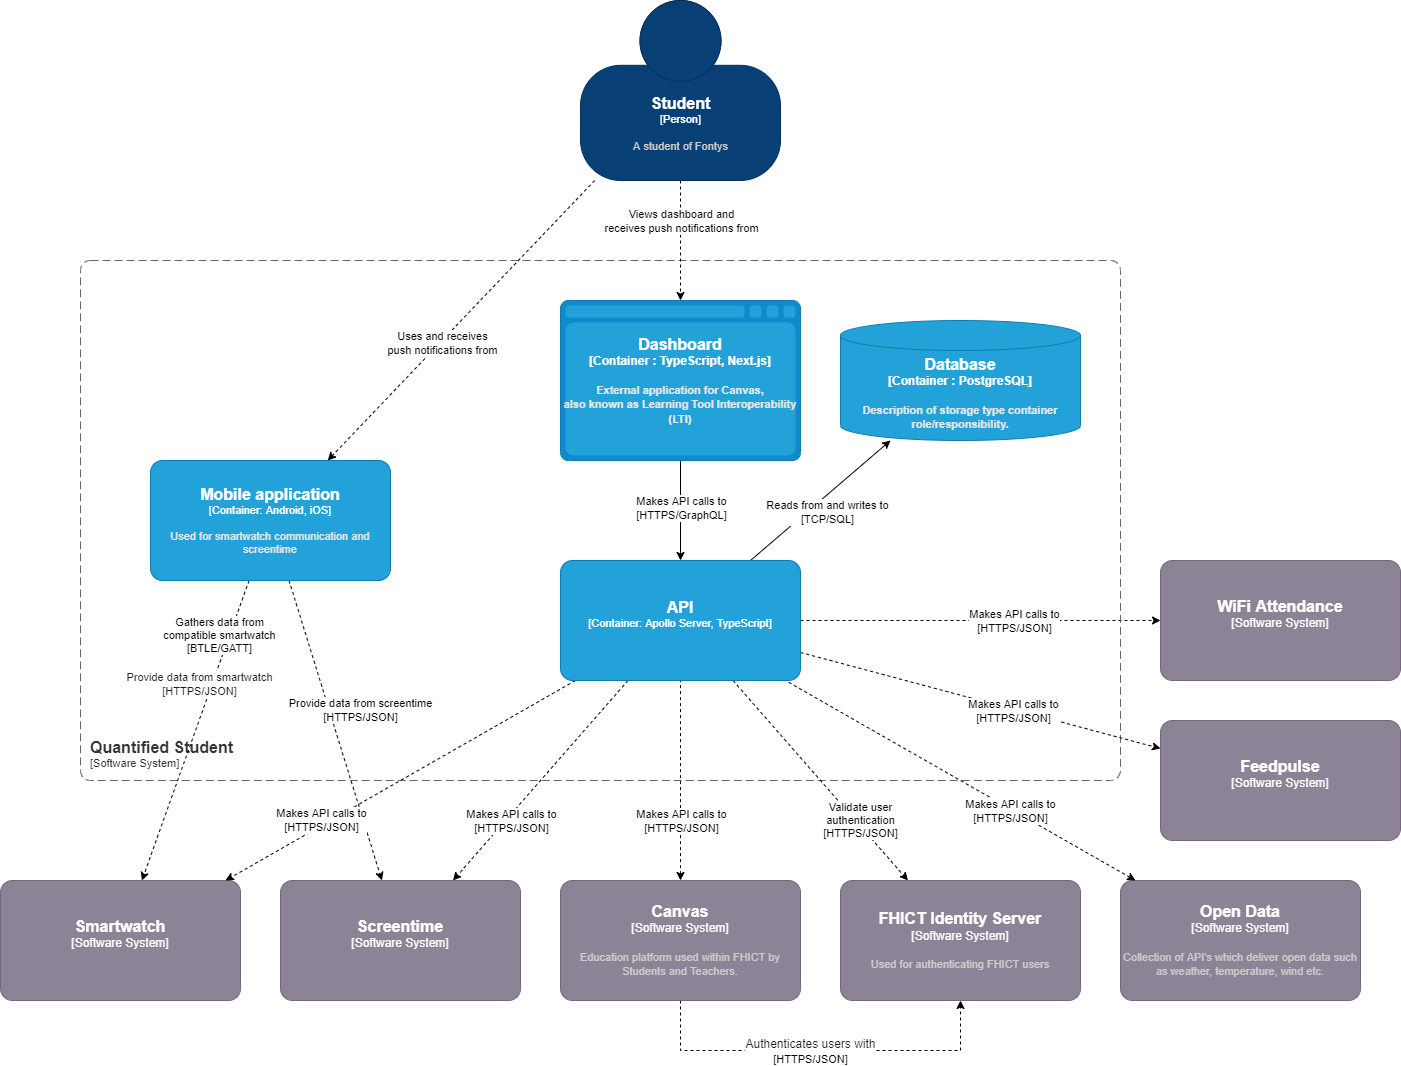 Student
[Person]
A student of Fontys
Views dashboard and
receives push notifications from
Uses and receives
push notifications from
Dashboard
[Container : TypeScript, Next.js]
External application for Canvas,
also known as Learning Tool Interoperability
(LTI)
Database
[Container : PostgreSQL]
Description of storage type container
role/responsibility.
Mobile application
[Container: Android, iOS]
Used for smartwatch communication and
screentime
Makes API calls to
[HTTPS/GraphQL]
Reads from and writes to
[TCP/SQL]
API
[Container: Apollo Server, TypeScript]
Gathers data from
compatible smartwatch
[BTLE/GATT]
Provide data from smartwatch
[HTTPS/JSON]
Provide data from screentime
[HTTPS/JSON]
Makes API calls to
[HTTPS/JSON]
WiFi Attendance
[Software System]
Makes API calls to
[HTTPS/JSON]
Feedpulse
[Software System]
Quantified Student
[Software System]
Makes API calls to
[HTTPS/JSON]
Makes API calls to
[HTTPS/JSON]
Makes API calls to
[HTTPS/JSON]
Validate user
authentication
[HTTPS/JSON]
Makes API calls to
[HTTPS/JSON]
Smartwatch
[Software System]
Screentime
[Software System]
Canvas
[Software System]
Education platform used within FHICT by
Students and Teachers.
FHICT Identity Server
[Software System]
Used for authenticating FHICT users
Open Data
[Software System]
Collection of API's which deliver open data such
as weather, temperature, wind etc.
Authenticates users with
[HTTPS/JSON]